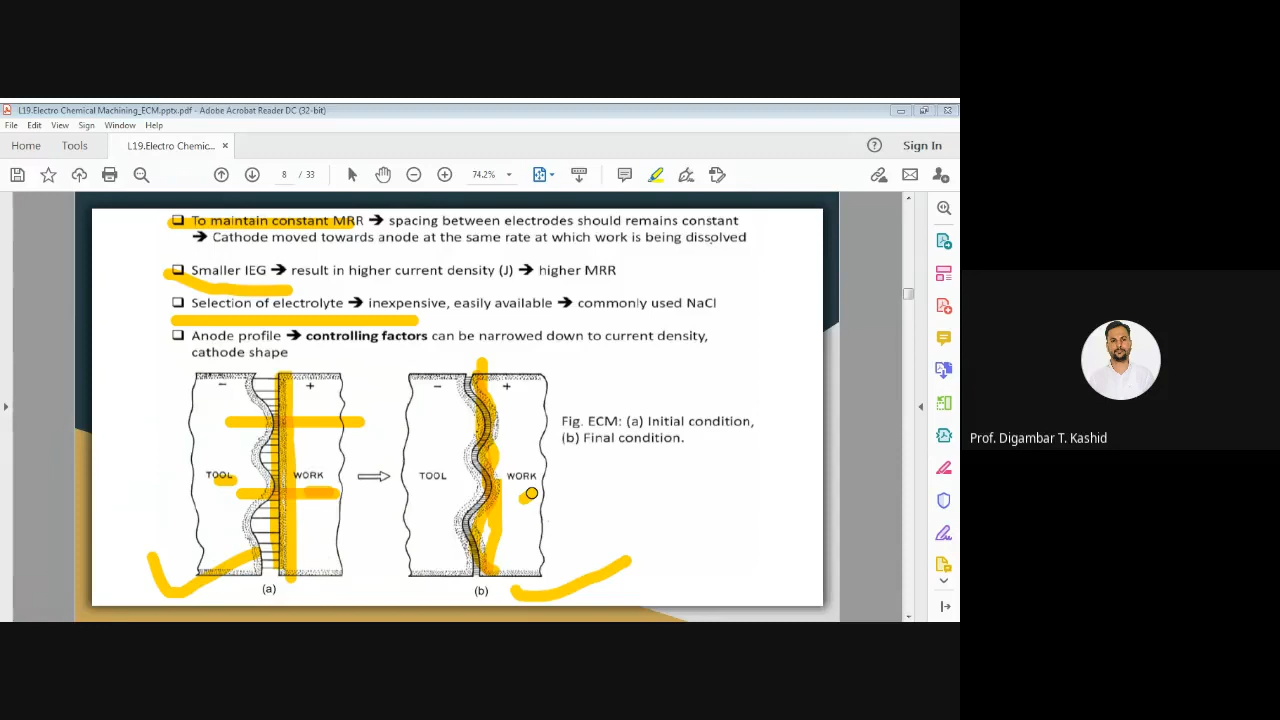 L19.Electro Chemical Machining_ECM.pptx.pdf - Adobe Acrobat Reader DC (32-bit)
File Edit View Sign Window Help
Home Tools L19.Electro Chemic... × Sign In
8 / 33 74.2%
To maintain constant MRR → spacing between electrodes should remains constant
→ Cathode moved towards anode at the same rate at which work is being dissolved
Smaller IEG → result in higher current density (J) → higher MRR
Selection of electrolyte → inexpensive, easily available → commonly used NaCl
Anode profile → controlling factors can be narrowed down to current density,
cathode shape
− + − +
Fig. ECM: (a) Initial condition,
(b) Final condition.
TOOL WORK TOOL WORK
(a) (b)
Prof. Digambar T. Kashid